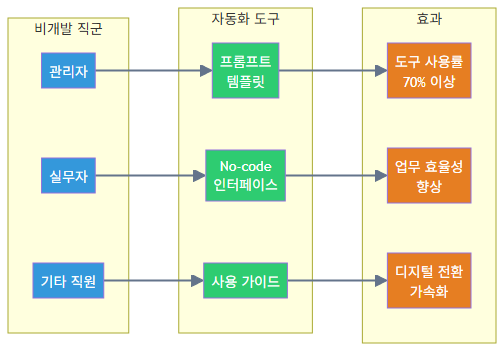 비개발 직군
자동화 도구
효과
관리자
프롬프트
템플릿
도구 사용률
70% 이상
실무자
No-code
인터페이스
업무 효율성
향상
기타 직원
사용 가이드
디지털 전환
가속화